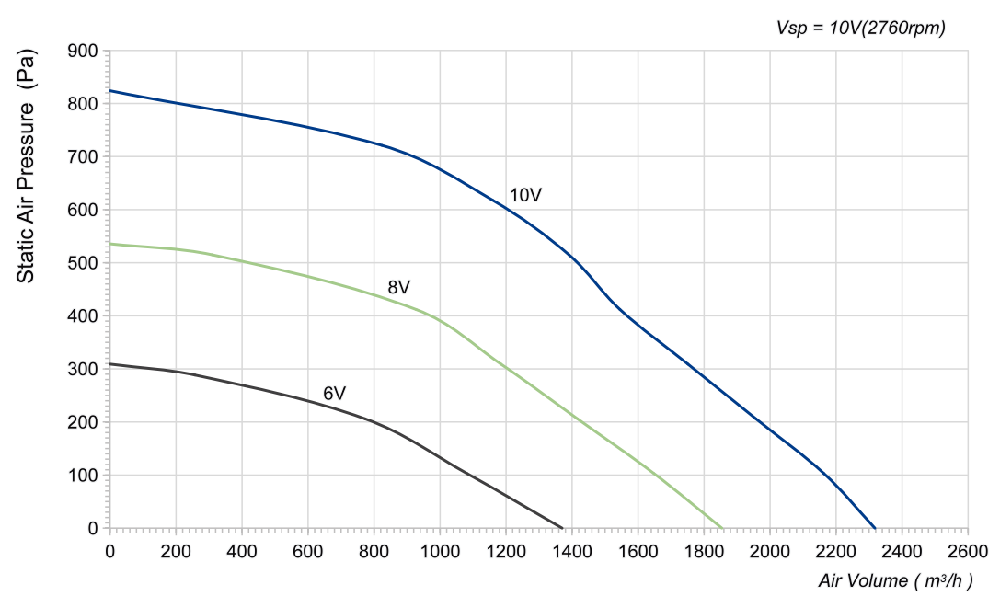 Vsp = 10V(2760rpm)
Static Air Pressure (Pa)
900
800
700
600
500
400
300
200
100
0
10V
8V
6V
0 200 400 600 800 1000 1200 1400 1600 1800 2000 2200 2400 2600
Air Volume ( m³/h )